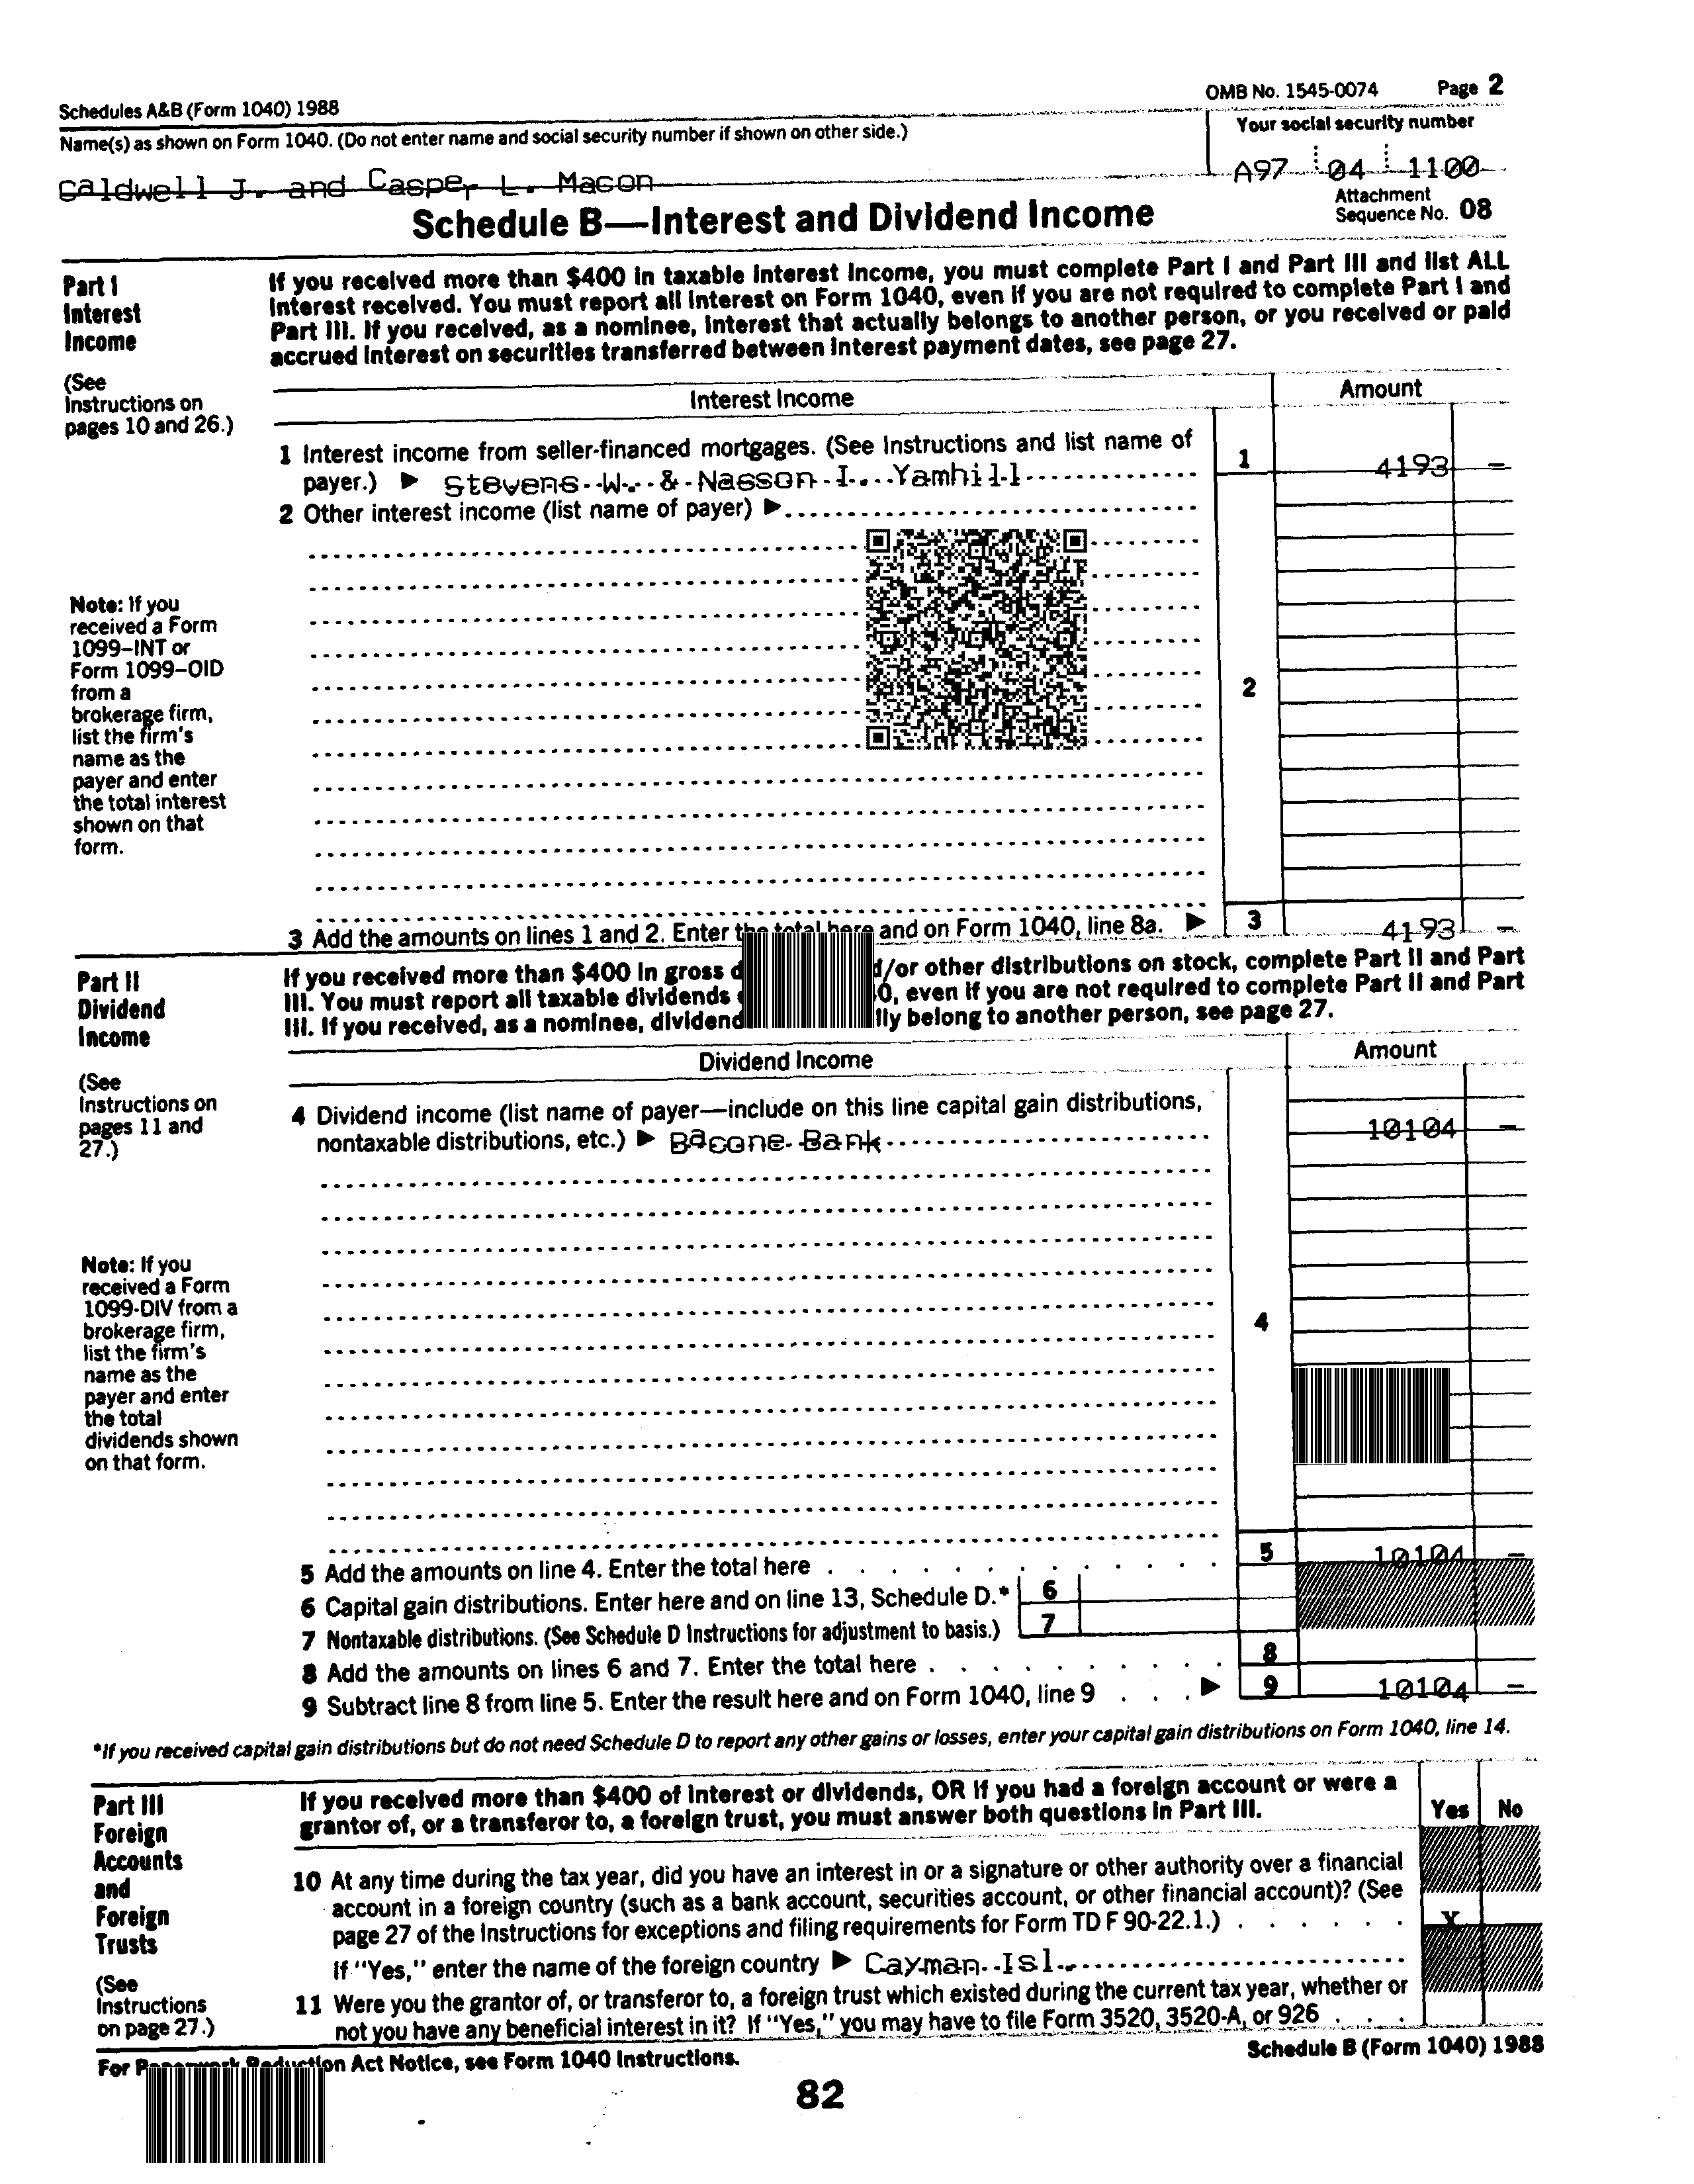 Schedules A&B (Form 1040) 1988
OMB No. 1545-0074 Page 2
Name(s) as shown on Form 1040. (Do not enter name and social security number if shown on other side.)
Your social security number
Caldwell J. and Casper L. Macon
A97 04 1100
Schedule B—Interest and Dividend Income
Attachment
Sequence No. 08
Part I
Interest
Income
(See
Instructions on
pages 10 and 26.)
If you received more than $400 in taxable interest income, you must complete Part I and Part III and list ALL
interest received. You must report all interest on Form 1040, even if you are not required to complete Part I and
Part III. If you received, as a nominee, interest that actually belongs to another person, or you received or paid
accrued interest on securities transferred between interest payment dates, see page 27.
Interest Income
Amount
1 Interest income from seller-financed mortgages. (See Instructions and list name of
payer.) ▶ Stevens W. & Nasson I. Yamhill
1 4193 —
2 Other interest income (list name of payer) ▶
2
Note: If you
received a Form
1099–INT or
Form 1099–OID
from a
brokerage firm,
list the firm's
name as the
payer and enter
the total interest
shown on that
form.
3 Add the amounts on lines 1 and 2. Enter the total here and on Form 1040, line 8a. ▶ 3 4193 —
Part II
Dividend
Income
(See
Instructions on
pages 11 and
27.)
If you received more than $400 in gross d /or other distributions on stock, complete Part II and Part
III. You must report all taxable dividends 0, even if you are not required to complete Part II and Part
III. If you received, as a nominee, dividend lly belong to another person, see page 27.
Dividend Income
Amount
4 Dividend income (list name of payer—include on this line capital gain distributions,
nontaxable distributions, etc.) ▶ Bacone Bank
10104 —
4
Note: If you
received a Form
1099-DIV from a
brokerage firm,
list the firm's
name as the
payer and enter
the total
dividends shown
on that form.
5 Add the amounts on line 4. Enter the total here . . . . . . . . . . . 5 10104 —
6 Capital gain distributions. Enter here and on line 13, Schedule D.* 6
7 Nontaxable distributions. (See Schedule D Instructions for adjustment to basis.) 7
8 Add the amounts on lines 6 and 7. Enter the total here . . . . . . . . . 8
9 Subtract line 8 from line 5. Enter the result here and on Form 1040, line 9 . . . ▶ 9 10104 —
*If you received capital gain distributions but do not need Schedule D to report any other gains or losses, enter your capital gain distributions on Form 1040, line 14.
Part III
Foreign
Accounts
and
Foreign
Trusts
(See
Instructions
on page 27.)
If you received more than $400 of interest or dividends, OR if you had a foreign account or were a
grantor of, or a transferor to, a foreign trust, you must answer both questions in Part III.
Yes No
10 At any time during the tax year, did you have an interest in or a signature or other authority over a financial
account in a foreign country (such as a bank account, securities account, or other financial account)? (See
page 27 of the Instructions for exceptions and filing requirements for Form TD F 90-22.1.) . . . . . . X
If "Yes," enter the name of the foreign country ▶ Cayman Isl.
11 Were you the grantor of, or transferor to, a foreign trust which existed during the current tax year, whether or
not you have any beneficial interest in it? If "Yes," you may have to file Form 3520, 3520-A, or 926 . . .
For Paperwork Reduction Act Notice, see Form 1040 Instructions.
Schedule B (Form 1040) 1988
82